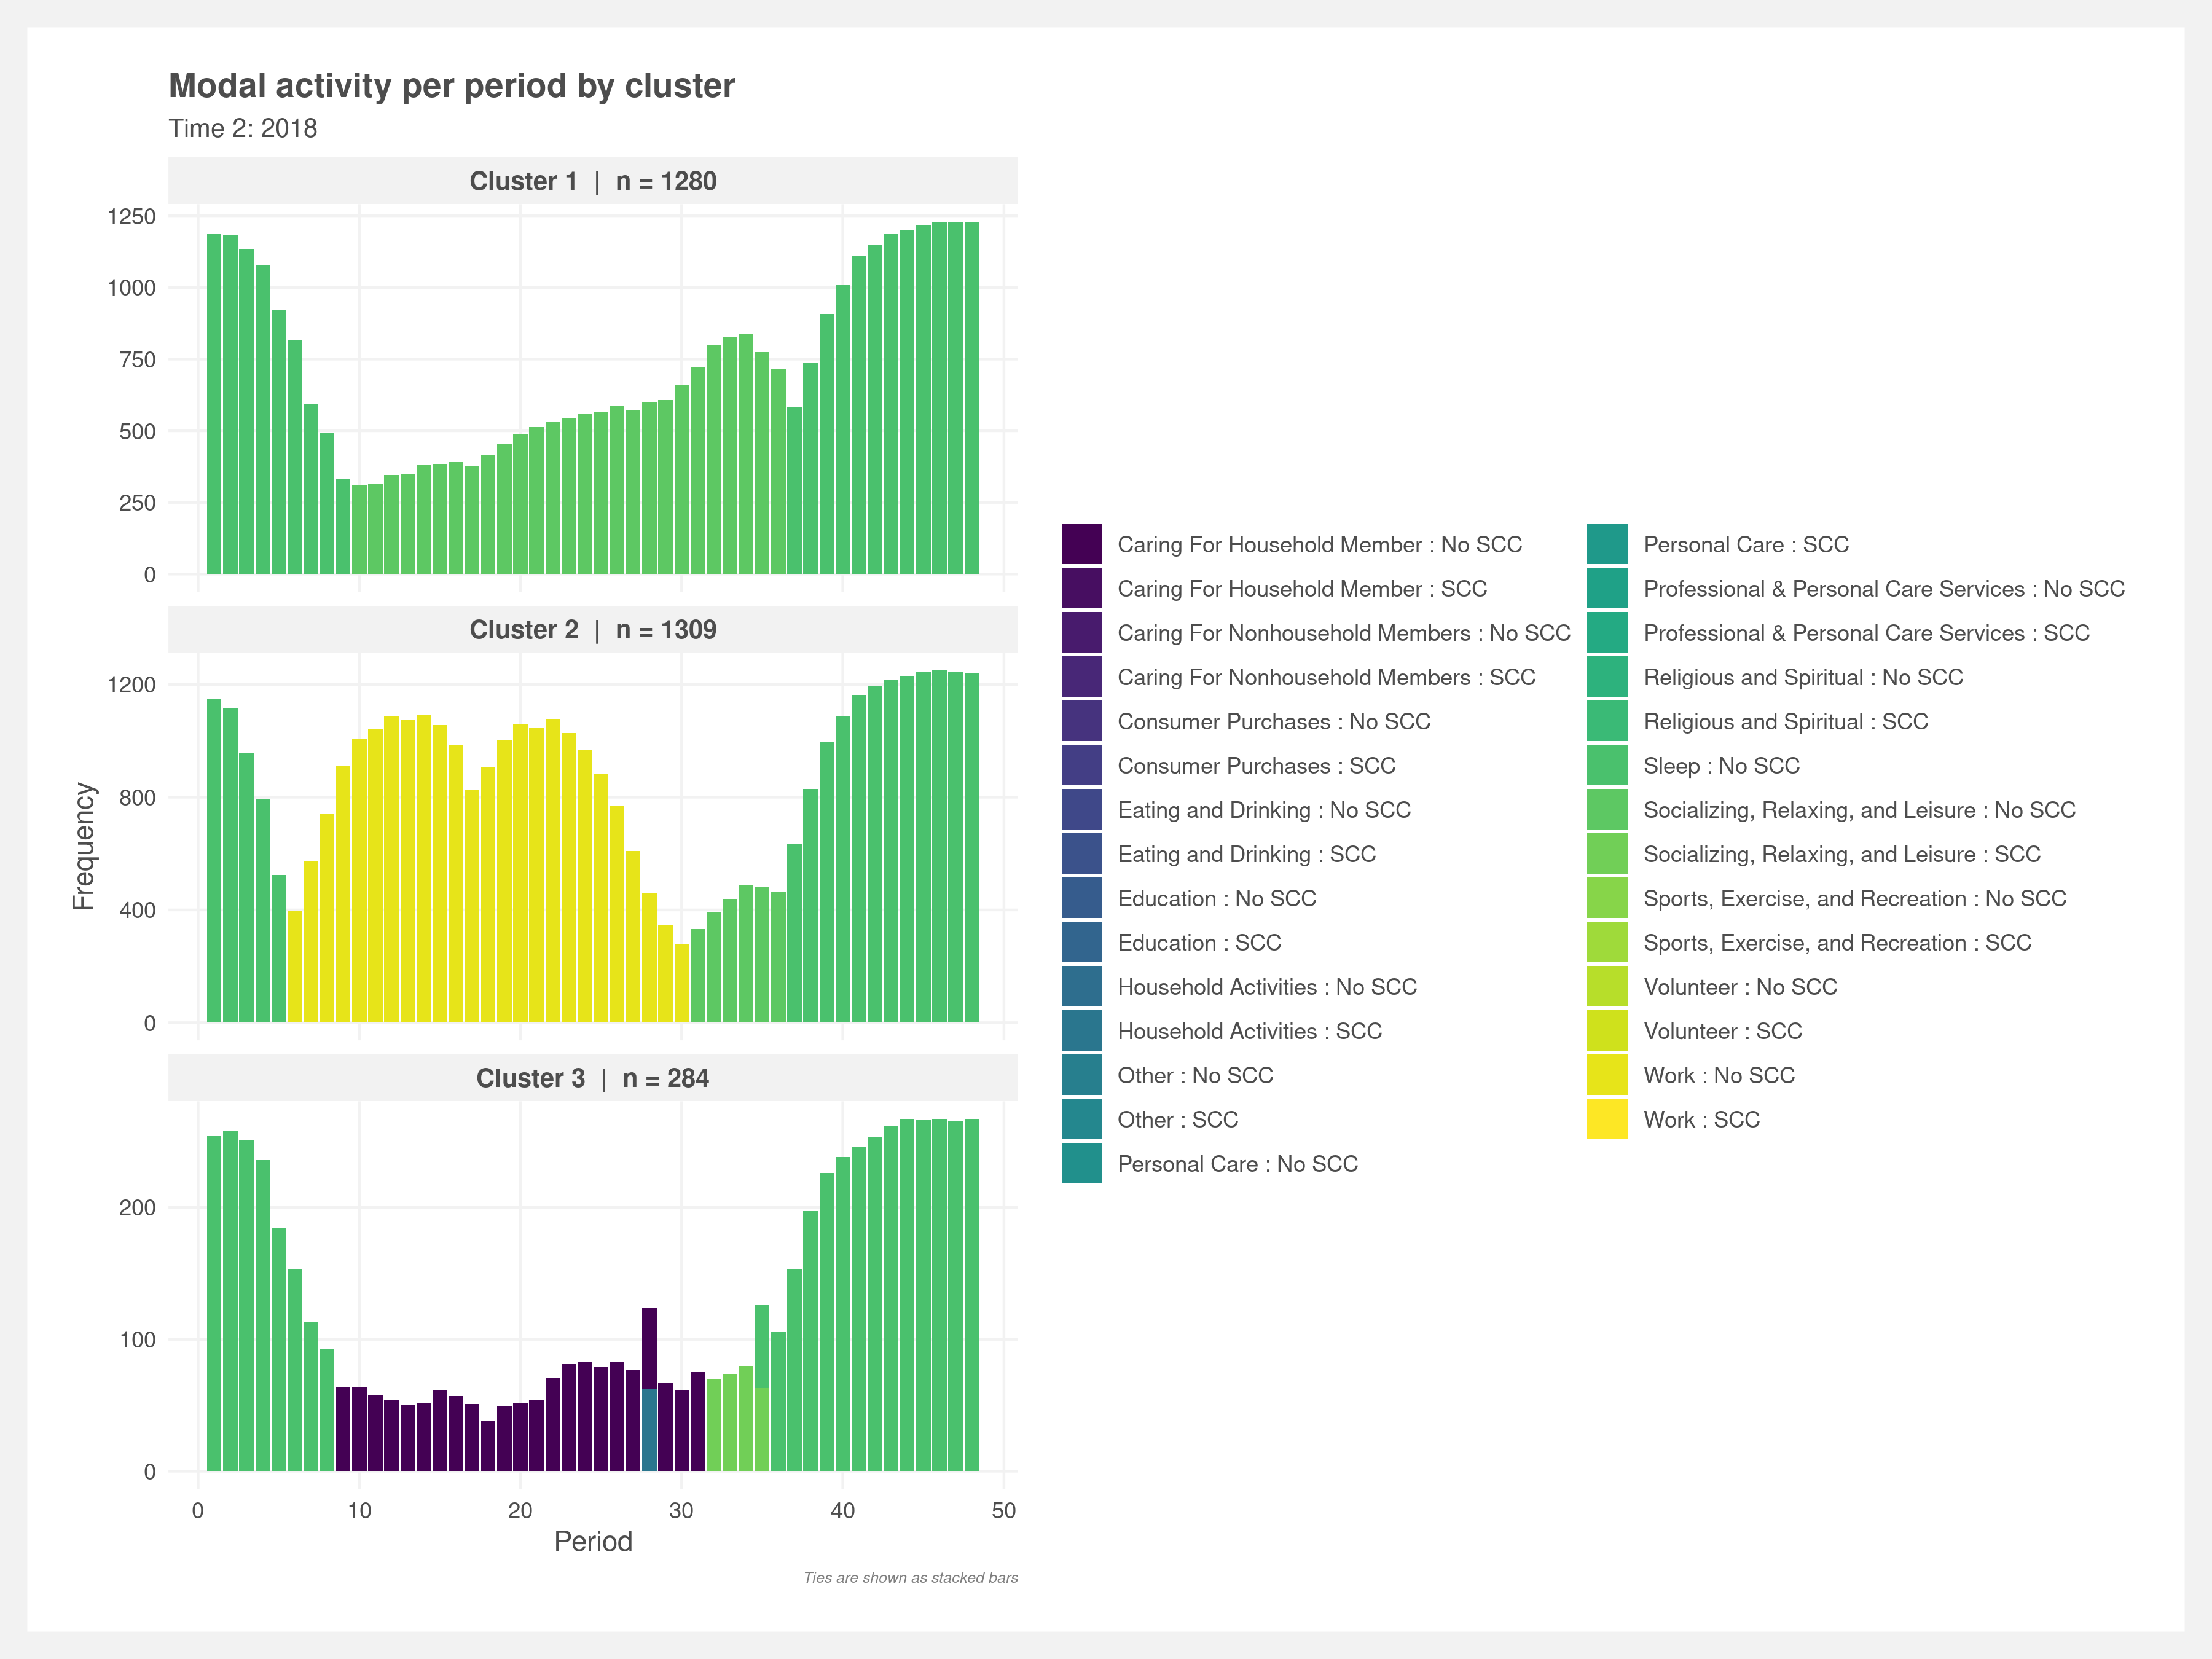 Modal activity per period by cluster
Time 2: 2018
Cluster 1 | n = 1280
1250
1000
750
500
250
0
Cluster 2 | n = 1309
1200
800
400
0
Frequency
Cluster 3 | n = 284
200
100
0
0 10 20 30 40 50
Period
Ties are shown as stacked bars
Caring For Household Member : No SCC
Caring For Household Member : SCC
Caring For Nonhousehold Members : No SCC
Caring For Nonhousehold Members : SCC
Consumer Purchases : No SCC
Consumer Purchases : SCC
Eating and Drinking : No SCC
Eating and Drinking : SCC
Education : No SCC
Education : SCC
Household Activities : No SCC
Household Activities : SCC
Other : No SCC
Other : SCC
Personal Care : No SCC
Personal Care : SCC
Professional & Personal Care Services : No SCC
Professional & Personal Care Services : SCC
Religious and Spiritual : No SCC
Religious and Spiritual : SCC
Sleep : No SCC
Socializing, Relaxing, and Leisure : No SCC
Socializing, Relaxing, and Leisure : SCC
Sports, Exercise, and Recreation : No SCC
Sports, Exercise, and Recreation : SCC
Volunteer : No SCC
Volunteer : SCC
Work : No SCC
Work : SCC